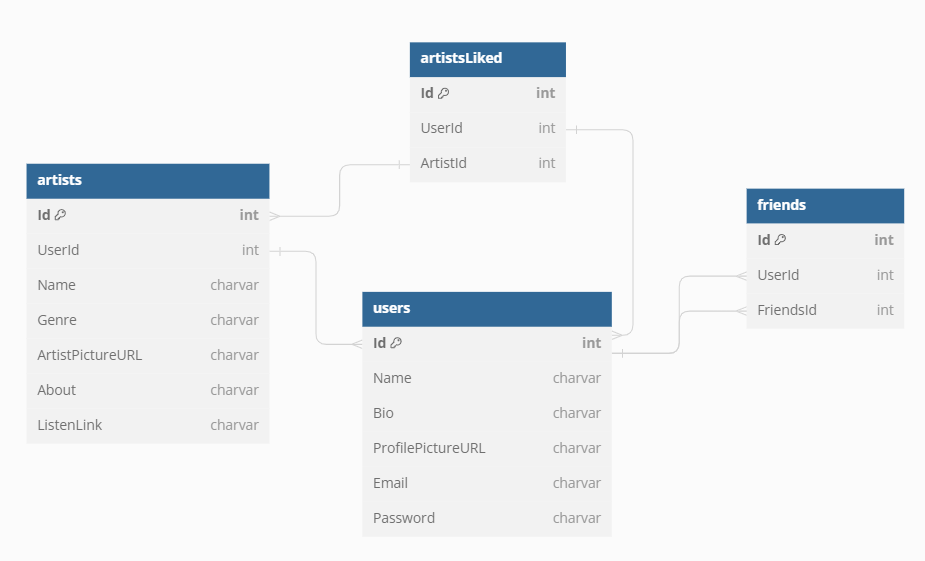 artistsLiked
Id int
UserId int
ArtistId int
artists
Id int
UserId int
Name charvar
Genre charvar
ArtistPictureURL charvar
About charvar
ListenLink charvar
friends
Id int
UserId int
FriendsId int
users
Id int
Name charvar
Bio charvar
ProfilePictureURL charvar
Email charvar
Password charvar